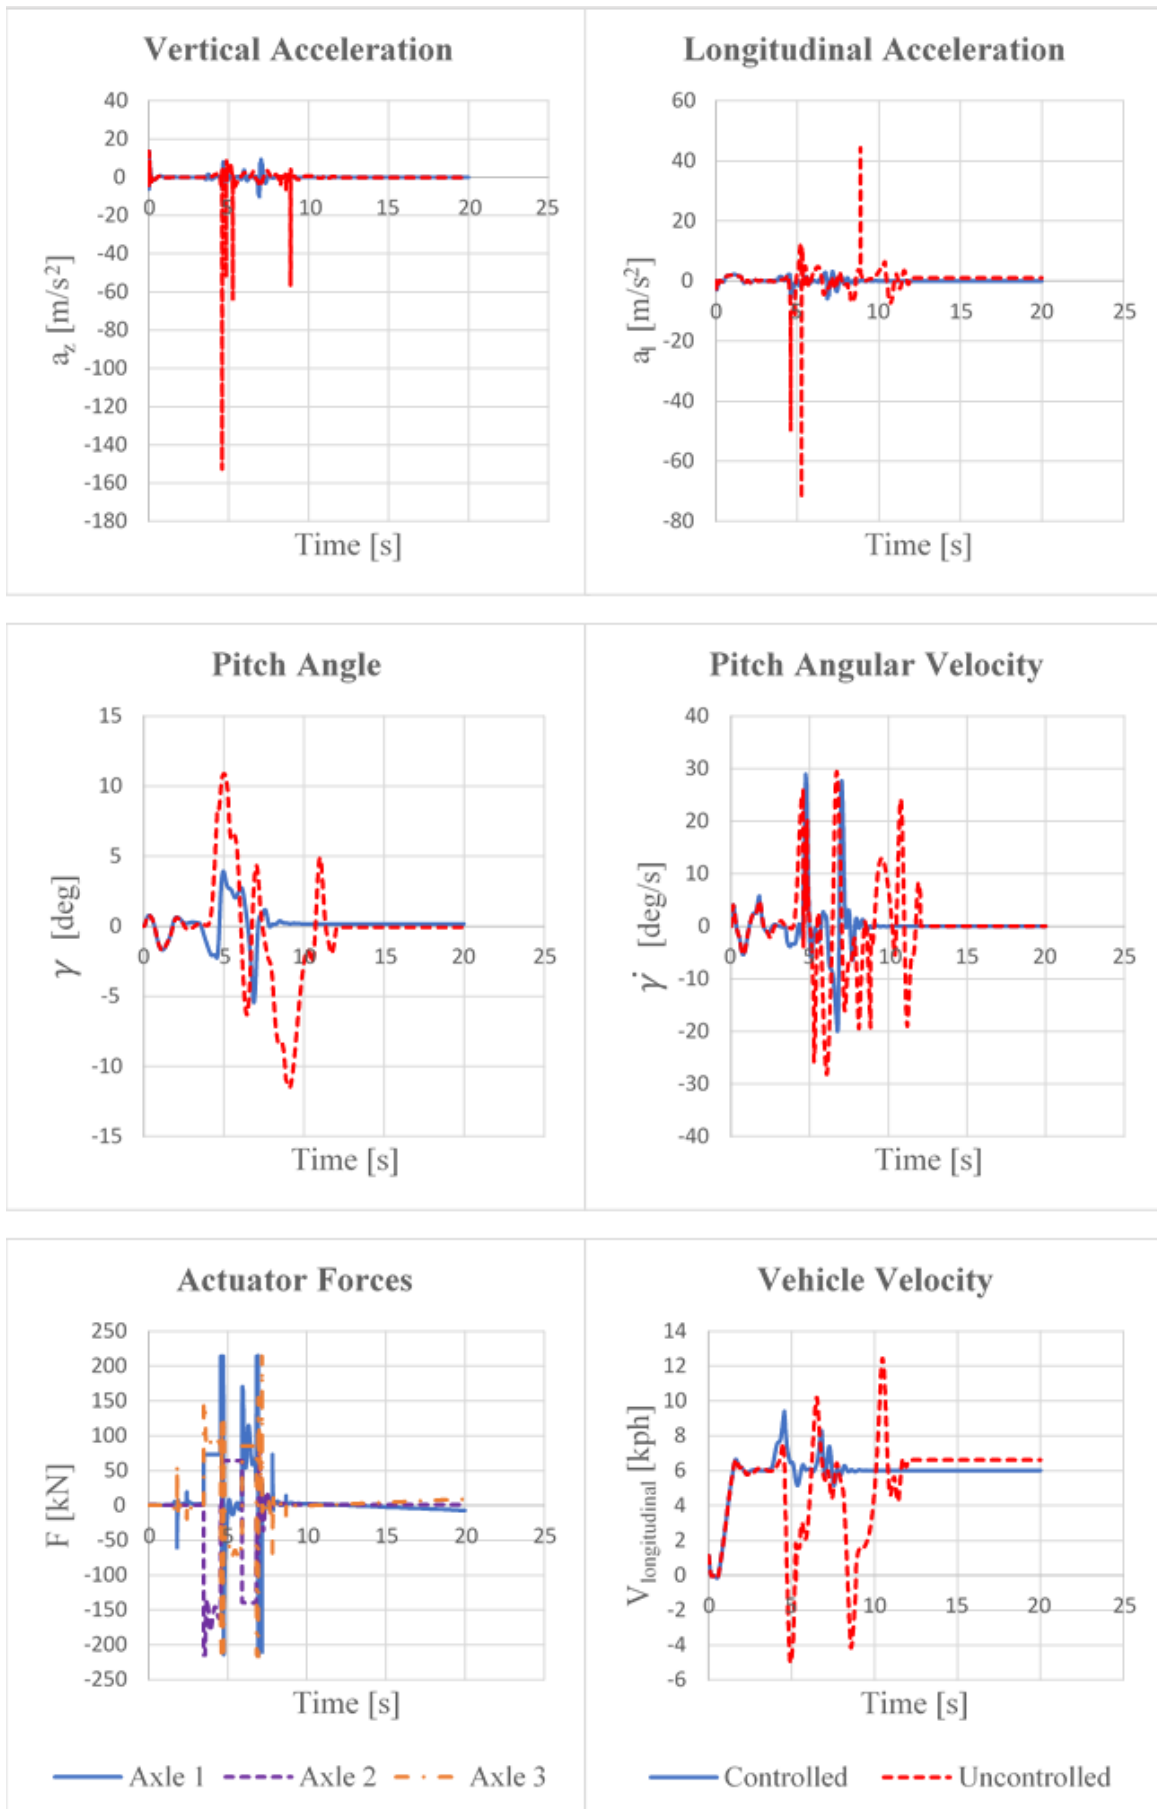 Vertical Acceleration
40
20
0
-20
-40
-60
-80
-100
-120
-140
-160
-180
0 5 10 15 20 25
a_z [m/s²]
Time [s]
Longitudinal Acceleration
60
40
20
0
-20
-40
-60
-80
0 5 10 15 20 25
a_l [m/s²]
Time [s]
Pitch Angle
15
10
5
0
-5
-10
-15
0 5 10 15 20 25
γ [deg]
Time [s]
Pitch Angular Velocity
40
30
20
10
0
-10
-20
-30
-40
0 5 10 15 20 25
γ̇ [deg/s]
Time [s]
Actuator Forces
250
200
150
100
50
0
-50
-100
-150
-200
-250
0 5 10 15 20 25
F [kN]
Time [s]
Axle 1 Axle 2 Axle 3
Vehicle Velocity
14
12
10
8
6
4
2
0
-2
-4
-6
0 5 10 15 20 25
V_longitudinal [kph]
Time [s]
Controlled Uncontrolled